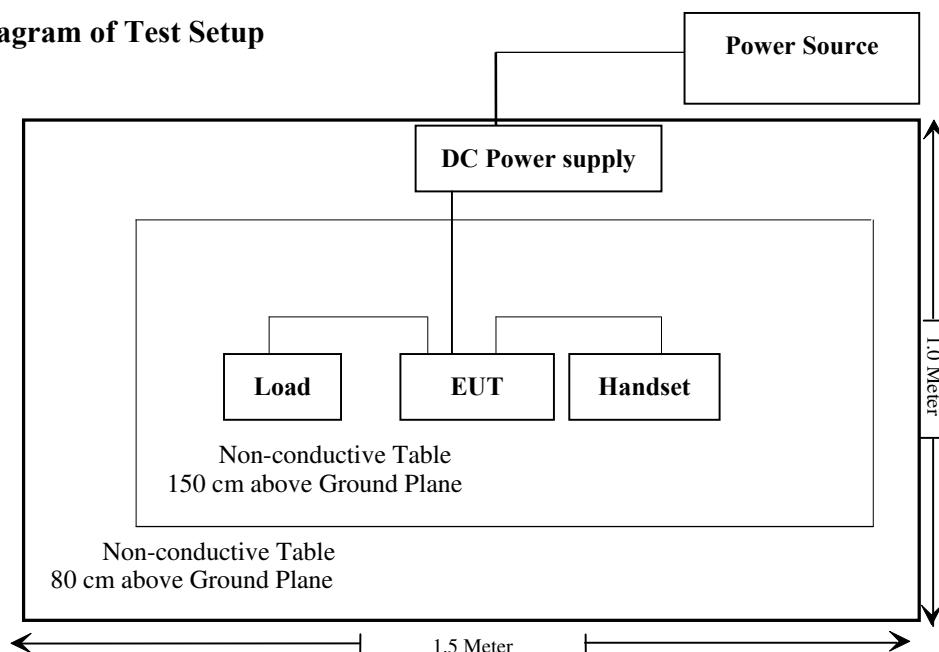 agram of Test Setup
Power Source
DC Power supply
Load
EUT
Handset
Non-conductive Table
150 cm above Ground Plane
Non-conductive Table
80 cm above Ground Plane
1.0 Meter
1.5 Meter